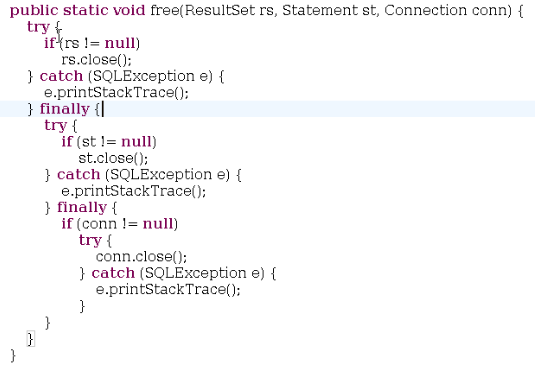 public static void free(ResultSet rs, Statement st, Connection conn) {
try {
if (rs != null)
rs.close();
} catch (SQLException e) {
e.printStackTrace();
} finally {
try {
if (st != null)
st.close();
} catch (SQLException e) {
e.printStackTrace();
} finally {
if (conn != null)
try {
conn.close();
} catch (SQLException e) {
e.printStackTrace();
}
}
}
}